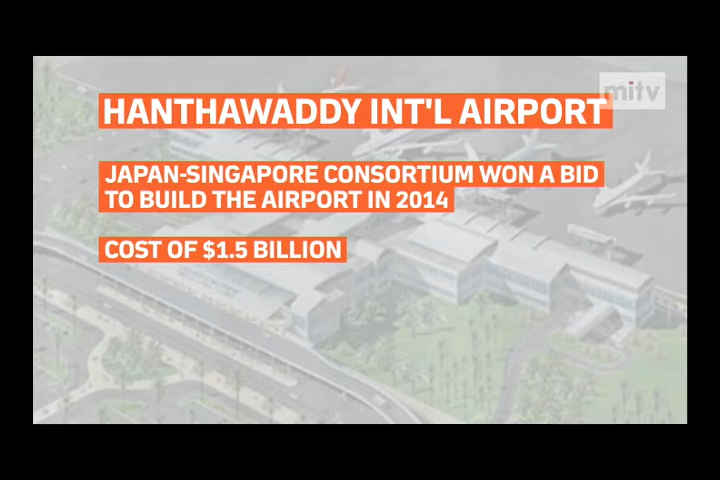 mitv
HANTHAWADDY INT'L AIRPORT
JAPAN-SINGAPORE CONSORTIUM WON A BID
TO BUILD THE AIRPORT IN 2014
COST OF $1.5 BILLION